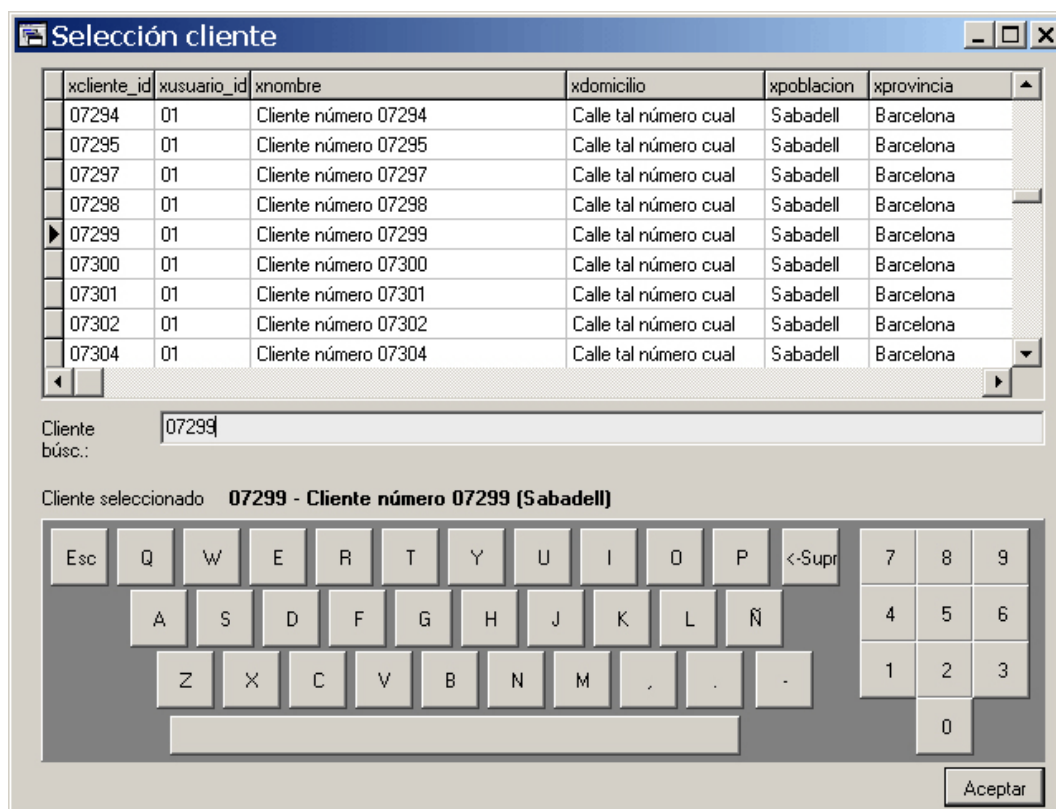 Selección cliente
xcliente_id xusuario_id xnombre xdomicilio xpoblacion xprovincia
07294 01 Cliente número 07294 Calle tal número cual Sabadell Barcelona
07295 01 Cliente número 07295 Calle tal número cual Sabadell Barcelona
07297 01 Cliente número 07297 Calle tal número cual Sabadell Barcelona
07298 01 Cliente número 07298 Calle tal número cual Sabadell Barcelona
07299 01 Cliente número 07299 Calle tal número cual Sabadell Barcelona
07300 01 Cliente número 07300 Calle tal número cual Sabadell Barcelona
07301 01 Cliente número 07301 Calle tal número cual Sabadell Barcelona
07302 01 Cliente número 07302 Calle tal número cual Sabadell Barcelona
07304 01 Cliente número 07304 Calle tal número cual Sabadell Barcelona
Cliente 07299
búsc.:
Cliente seleccionado 07299 - Cliente número 07299 (Sabadell)
Esc Q W E R T Y U I O P <-Supr 7 8 9
A S D F G H J K L Ñ 4 5 6
Z X C V B N M , . - 1 2 3
0
Aceptar